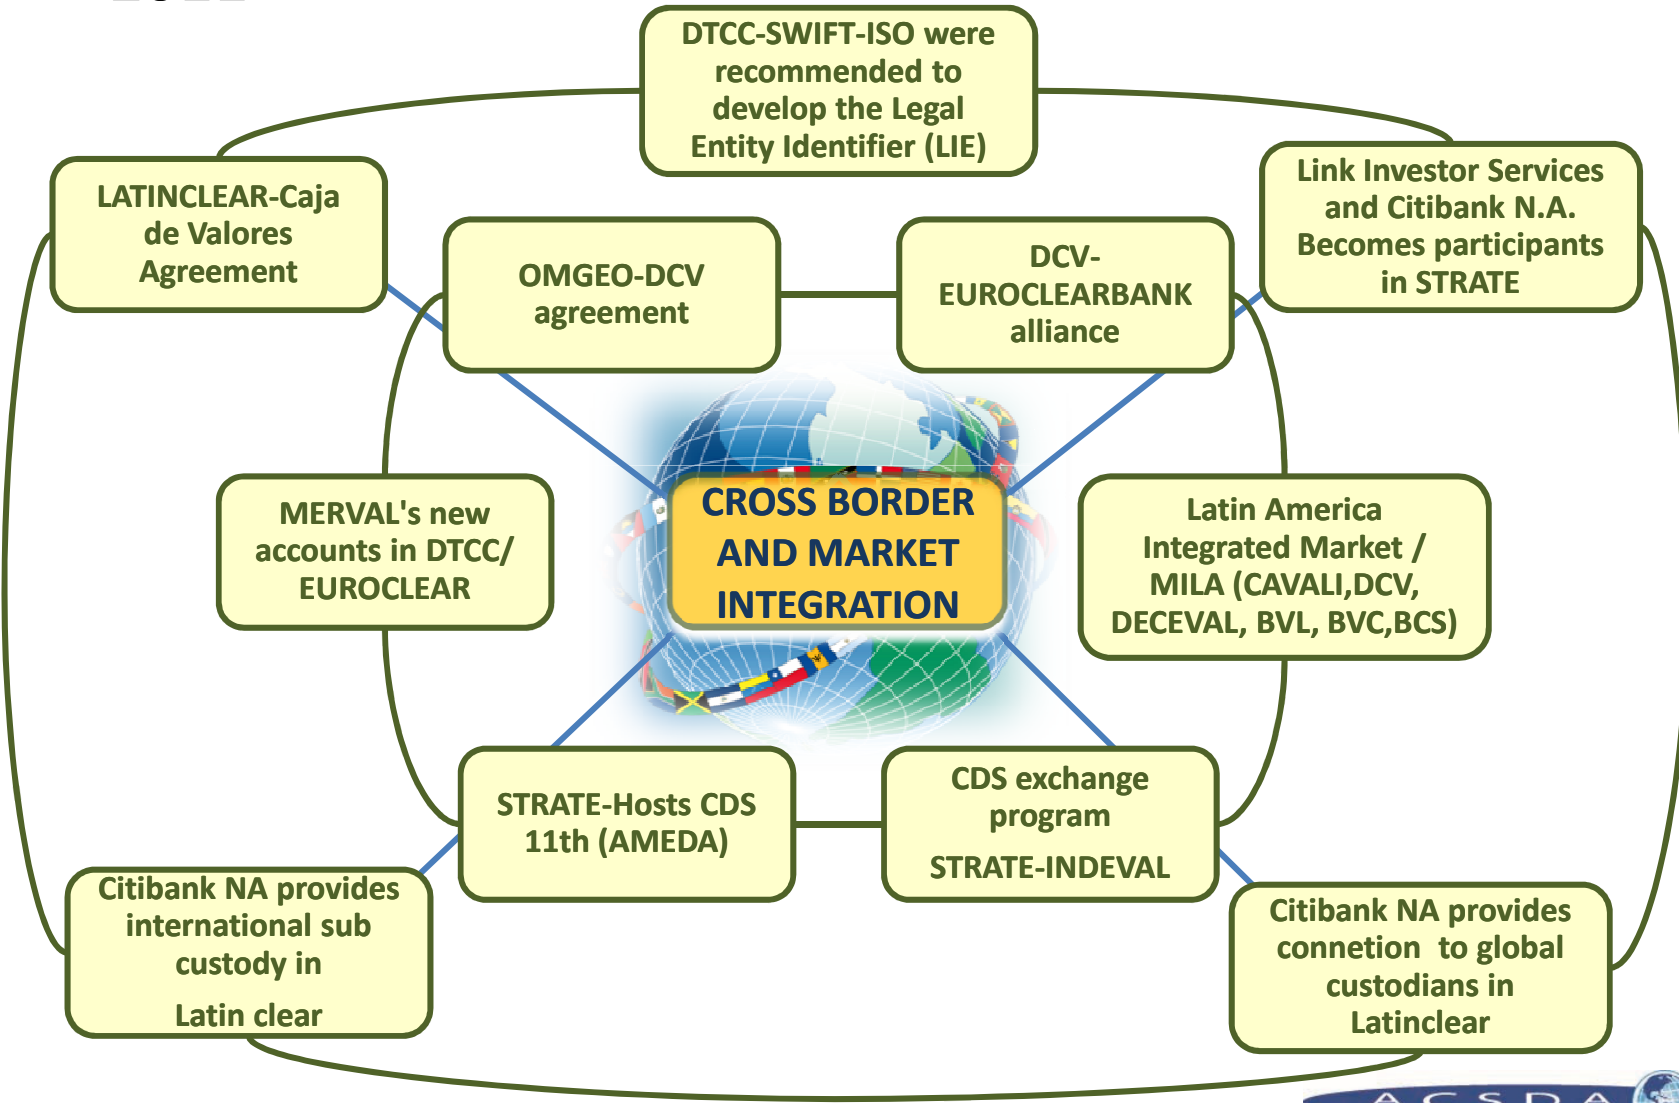 DTCC-SWIFT-ISO were
recommended to
develop the Legal
Entity Identifier (LIE)
LATINCLEAR-Caja
de Valores
Agreement
Link Investor Services
and Citibank N.A.
Becomes participants
in STRATE
OMGEO-DCV
agreement
DCV-
EUROCLEARBANK
alliance
MERVAL's new
accounts in DTCC/
EUROCLEAR
CROSS BORDER
AND MARKET
INTEGRATION
Latin America
Integrated Market /
MILA (CAVALI,DCV,
DECEVAL, BVL, BVC,BCS)
STRATE-Hosts CDS
11th (AMEDA)
CDS exchange
program
STRATE-INDEVAL
Citibank NA provides
international sub
custody in
Latin clear
Citibank NA provides
connetion  to global
custodians in
Latinclear
ACSDA